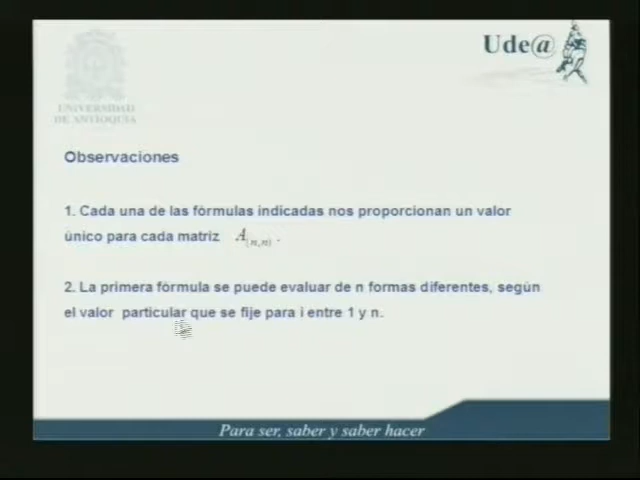 Ude@
UNIVERSIDAD
DE ANTIOQUIA
Observaciones
1. Cada una de las fórmulas indicadas nos proporcionan un valor
único para cada matriz A(n,n) .
2. La primera fórmula se puede evaluar de n formas diferentes, según
el valor particular que se fije para i entre 1 y n.
Para ser, saber y saber hacer